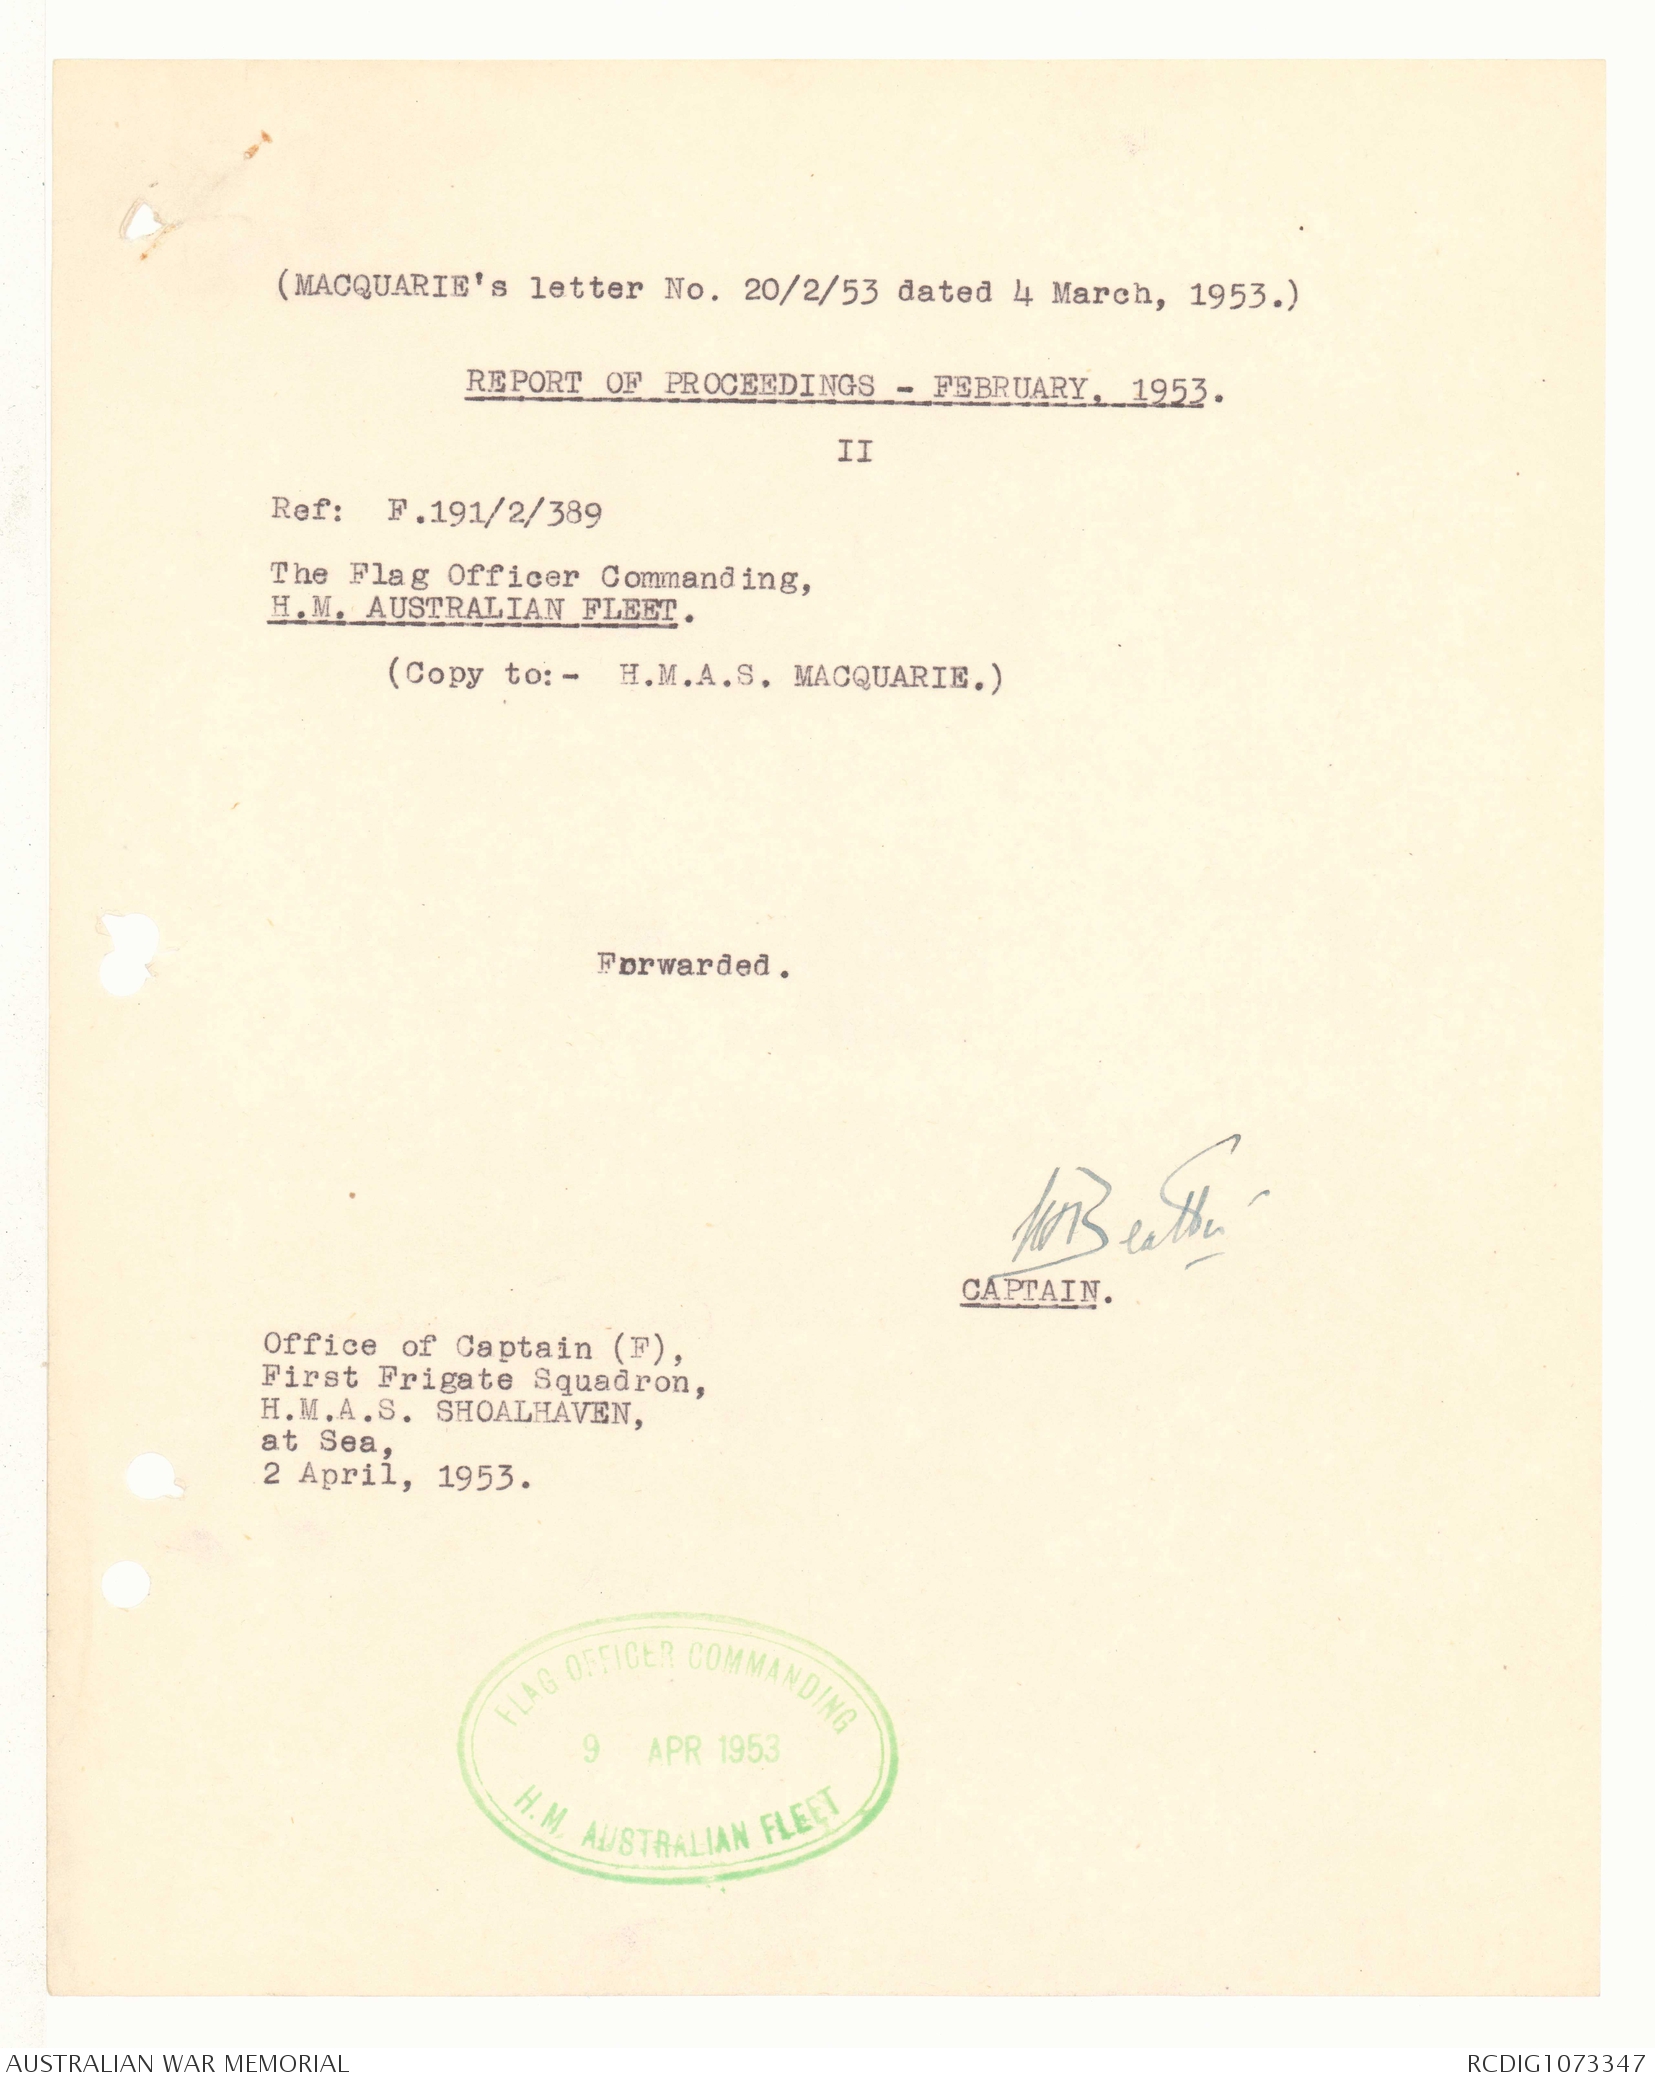 (MACQUARIE's letter No. 20/2/53 dated 4 March, 1953.)
REPORT OF PROCEEDINGS - FEBRUARY, 1953.
II
Ref: F.191/2/389
The Flag Officer Commanding,
H.M. AUSTRALIAN FLEET.
(Copy to:- H.M.A.S. MACQUARIE.)
Forwarded.
CAPTAIN.
Office of Captain (F),
First Frigate Squadron,
H.M.A.S. SHOALHAVEN,
at Sea,
2 April, 1953.
FLAG OFFICER COMMANDING
9 APR 1953
H.M. AUSTRALIAN FLEET
AUSTRALIAN WAR MEMORIAL
RCDIG1073347